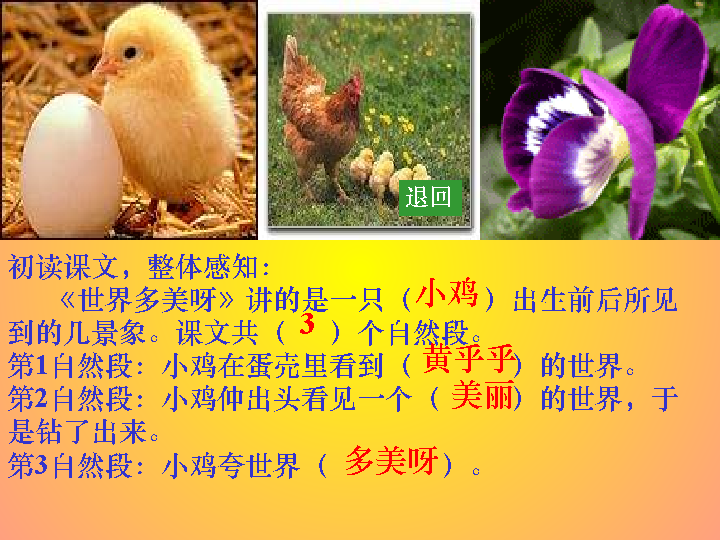 退回
初读课文，整体感知：
《世界多美呀》讲的是一只（小鸡）出生前后所见
到的几景象。课文共（3）个自然段。
第1自然段：小鸡在蛋壳里看到（黄乎乎）的世界。
第2自然段：小鸡仲出头看见一个（美丽）的世界，于
是钻了出来。
第3自然段：小鸡夸世界（多美呀）。